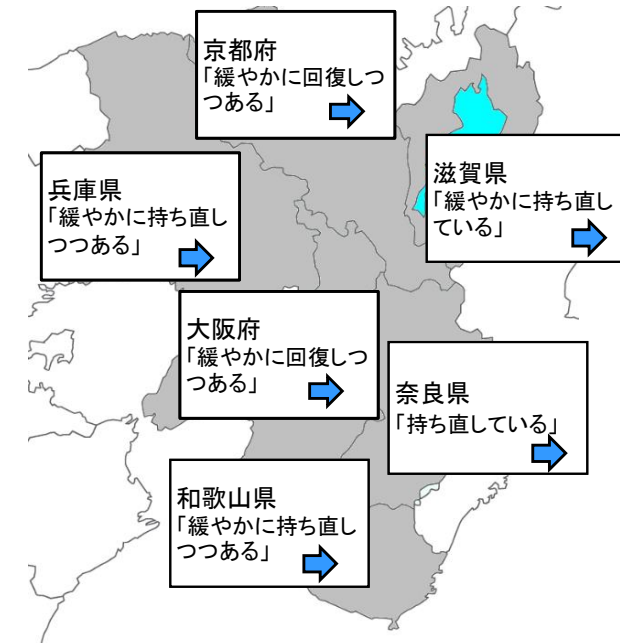 京都府
「緩やかに回復しつ
つある」
兵庫県
「緩やかに持ち直し
つつある」
滋賀県
「緩やかに持ち直し
ている」
大阪府
「緩やかに回復しつ
つある」
奈良県
「持ち直している」
和歌山県
「緩やかに持ち直し
つつある」